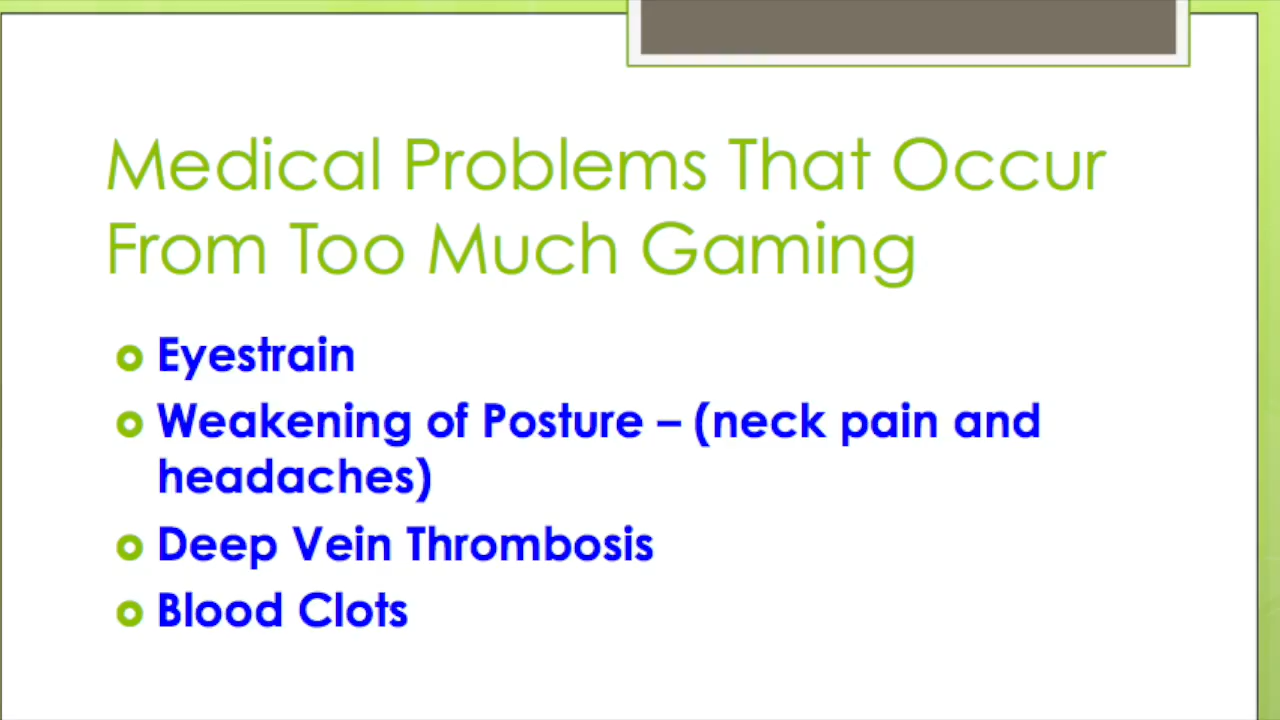 Medical Problems That Occur
From Too Much Gaming
Eyestrain
Weakening of Posture – (neck pain and
headaches)
Deep Vein Thrombosis
Blood Clots